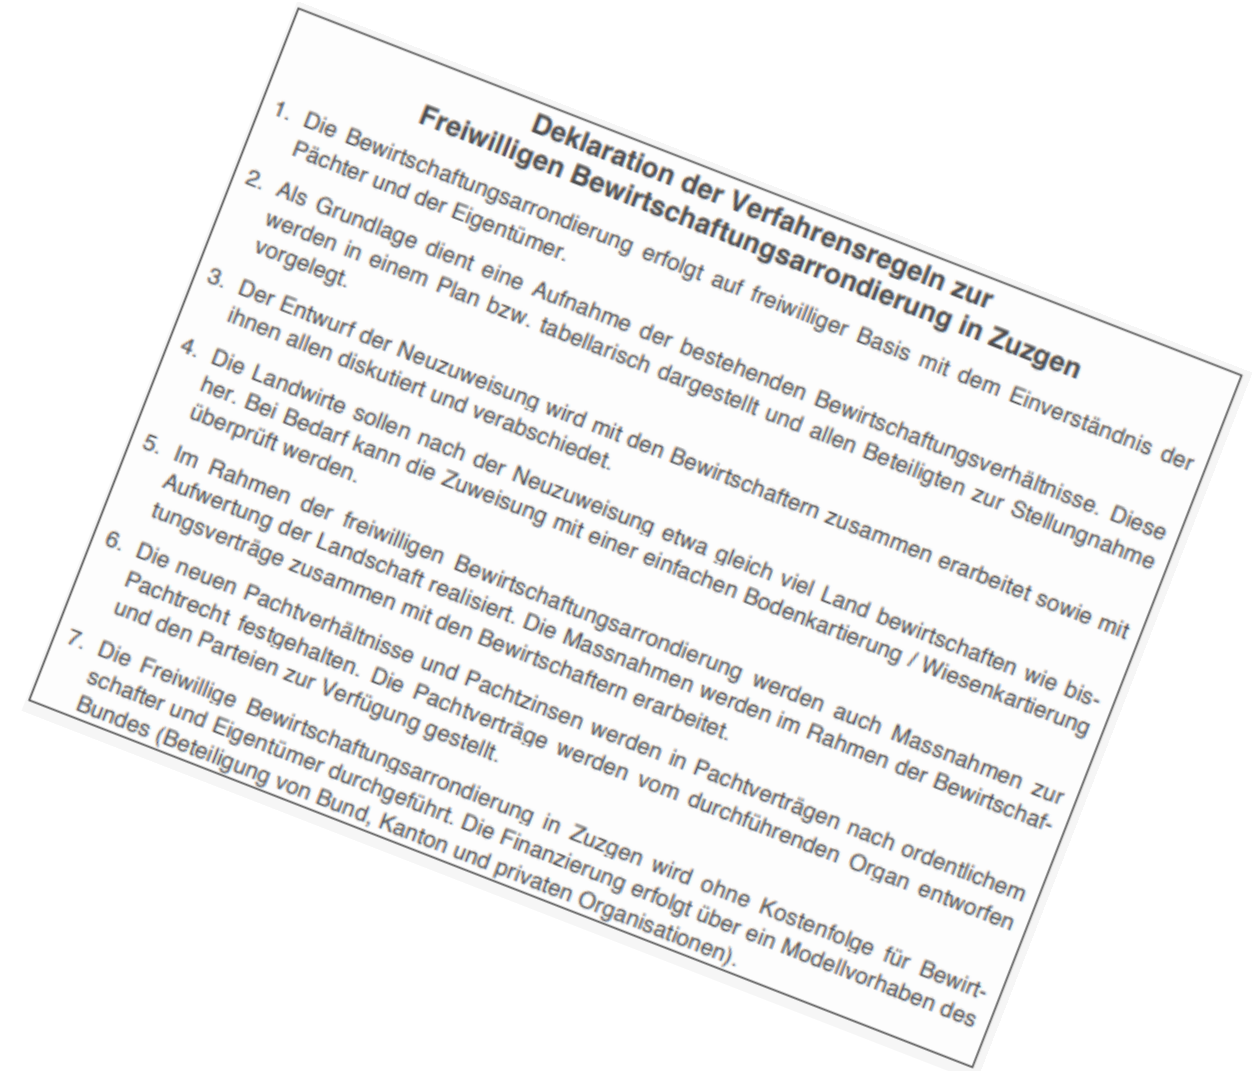 Deklaration der Verfahrensregeln zur
Freiwilligen Bewirtschaftungsarrondierung in Zuzgen
1. Die Bewirtschaftungsarrondierung erfolgt auf freiwilliger Basis mit dem Einverständnis der
Pächter und der Eigentümer.
2. Als Grundlage dient eine Aufnahme der bestehenden Bewirtschaftungsverhältnisse. Diese
werden in einem Plan bzw. tabellarisch dargestellt und allen Beteiligten zur Stellungnahme
vorgelegt.
3. Der Entwurf der Neuzuweisung wird mit den Bewirtschaftern zusammen erarbeitet sowie mit
ihnen allen diskutiert und verabschiedet.
4. Die Landwirte sollen nach der Neuzuweisung etwa gleich viel Land bewirtschaften wie bis-
her. Bei Bedarf kann die Zuweisung mit einer einfachen Bodenkartierung / Wiesenkartierung
überprüft werden.
5. Im Rahmen der freiwilligen Bewirtschaftungsarrondierung werden auch Massnahmen zur
Aufwertung der Landschaft realisiert. Die Massnahmen werden im Rahmen der Bewirtschaf-
tungsverträge zusammen mit den Bewirtschaftern erarbeitet.
6. Die neuen Pachtverhältnisse und Pachtzinsen werden in Pachtverträgen nach ordentlichem
Pachtrecht festgehalten. Die Pachtverträge werden vom durchführenden Organ entworfen
und den Parteien zur Verfügung gestellt.
7. Die Freiwillige Bewirtschaftungsarrondierung in Zuzgen wird ohne Kostenfolge für Bewirt-
schafter und Eigentümer durchgeführt. Die Finanzierung erfolgt über ein Modellvorhaben des
Bundes (Beteiligung von Bund, Kanton und privaten Organisationen).